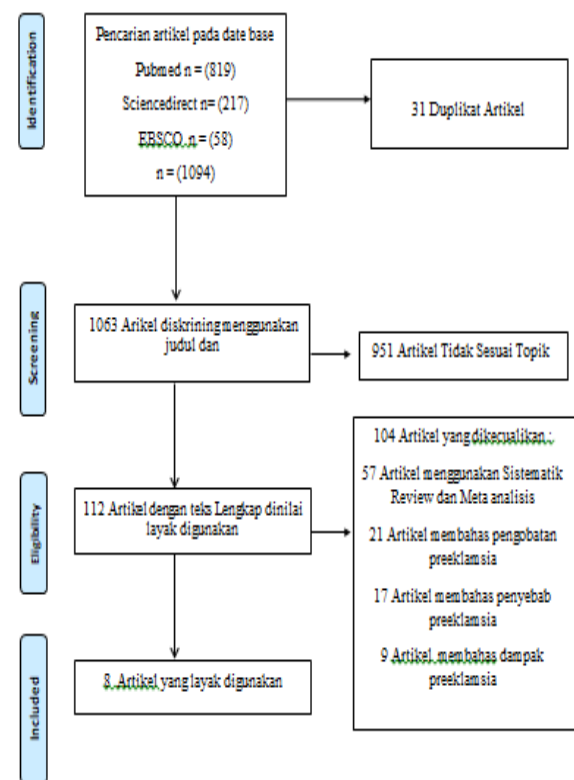 Identification
Pencarian artikel pada date base
Pubmed n = (819)
Sciencedirect n= (217)
EBSCO n = (58)
n = (1094)
31 Duplikat Artikel
Screening
1063 Arikel diskrining menggunakan
judul dan
951 Artikel Tidak Sesuai Topik
Eligibility
112 Artikel dengan teks Lengkap dinilai
layak digunakan
104 Artikel yang dikecualikan :
57 Artikel menggunakan Sistematik
Review dan Meta analisis
21 Artikel membahas pengobatan
preeklamsia
17 Artikel membahas penyebab
preeklamsia
9 Artikel membahas dampak
preeklamsia
Included
8 Artikel yang layak digunakan